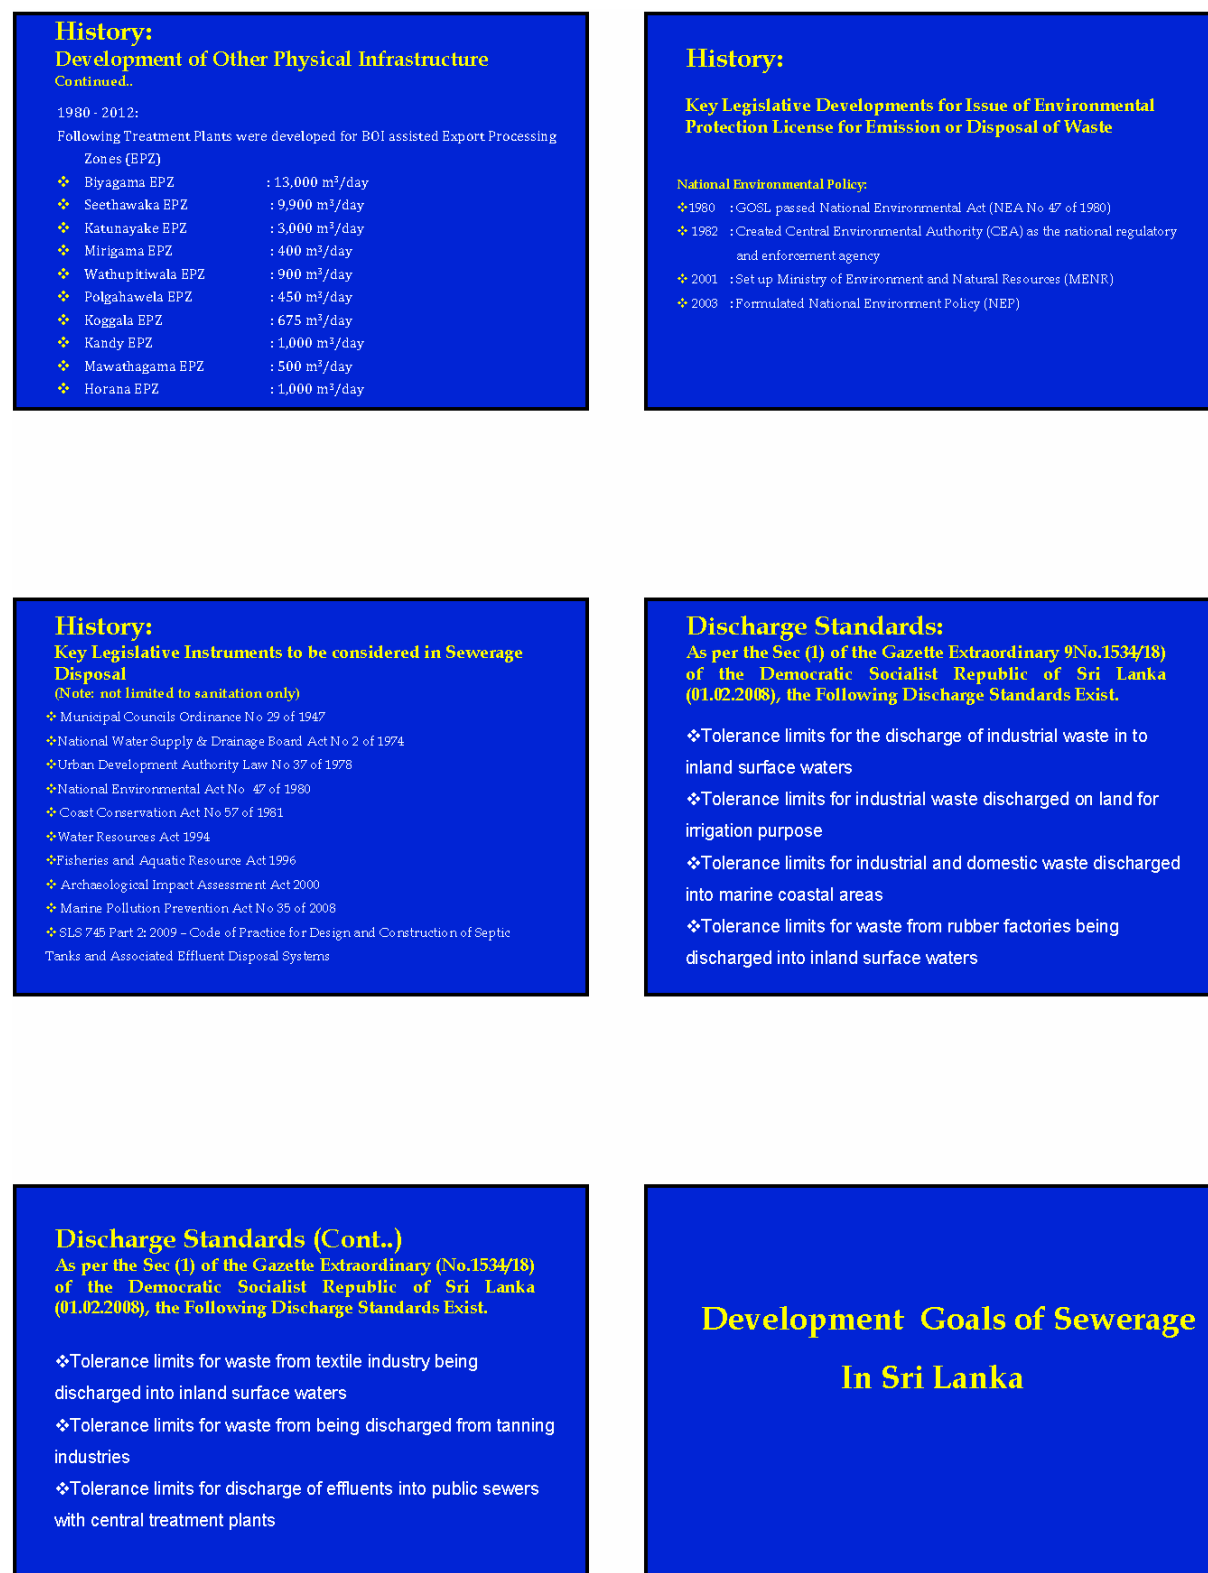 History:
Development of Other Physical Infrastructure
Continued..
1980 - 2012:
Following Treatment Plants were developed for BOI assisted Export Processing
Zones (EPZ)
❖ Biyagama EPZ : 13,000 m³/day
❖ Seethawaka EPZ : 9,900 m³/day
❖ Katunayake EPZ : 3,000 m³/day
❖ Mirigama EPZ : 400 m³/day
❖ Wathupitiwala EPZ : 900 m³/day
❖ Polgahawela EPZ : 450 m³/day
❖ Koggala EPZ : 675 m³/day
❖ Kandy EPZ : 1,000 m³/day
❖ Mawathagama EPZ : 500 m³/day
❖ Horana EPZ : 1,000 m³/day
History:
Key Legislative Developments for Issue of Environmental
Protection License for Emission or Disposal of Waste
National Environmental Policy:
❖1980 : GOSL passed National Environmental Act (NEA No 47 of 1980)
❖ 1982 : Created Central Environmental Authority (CEA) as the national regulatory
and enforcement agency
❖ 2001 : Set up Ministry of Environment and Natural Resources (MENR)
❖ 2003 : Formulated National Environment Policy (NEP)
History:
Key Legislative Instruments to be considered in Sewerage
Disposal
(Note: not limited to sanitation only)
❖ Municipal Councils Ordinance No 29 of 1947
❖National Water Supply & Drainage Board Act No 2 of 1974
❖Urban Development Authority Law No 37 of 1978
❖National Environmental Act No 47 of 1980
❖ Coast Conservation Act No 57 of 1981
❖Water Resources Act 1994
❖Fisheries and Aquatic Resource Act 1996
❖ Archaeological Impact Assessment Act 2000
❖ Marine Pollution Prevention Act No 35 of 2008
❖ SLS 745 Part 2: 2009 – Code of Practice for Design and Construction of Septic
Tanks and Associated Effluent Disposal Systems
Discharge Standards:
As per the Sec (1) of the Gazette Extraordinary 9No.1534/18)
of the Democratic Socialist Republic of Sri Lanka
(01.02.2008), the Following Discharge Standards Exist.
❖Tolerance limits for the discharge of industrial waste in to
inland surface waters
❖Tolerance limits for industrial waste discharged on land for
irrigation purpose
❖Tolerance limits for industrial and domestic waste discharged
into marine coastal areas
❖Tolerance limits for waste from rubber factories being
discharged into inland surface waters
Discharge Standards (Cont..)
As per the Sec (1) of the Gazette Extraordinary (No.1534/18)
of the Democratic Socialist Republic of Sri Lanka
(01.02.2008), the Following Discharge Standards Exist.
❖Tolerance limits for waste from textile industry being
discharged into inland surface waters
❖Tolerance limits for waste from being discharged from tanning
industries
❖Tolerance limits for discharge of effluents into public sewers
with central treatment plants
Development Goals of Sewerage
In Sri Lanka